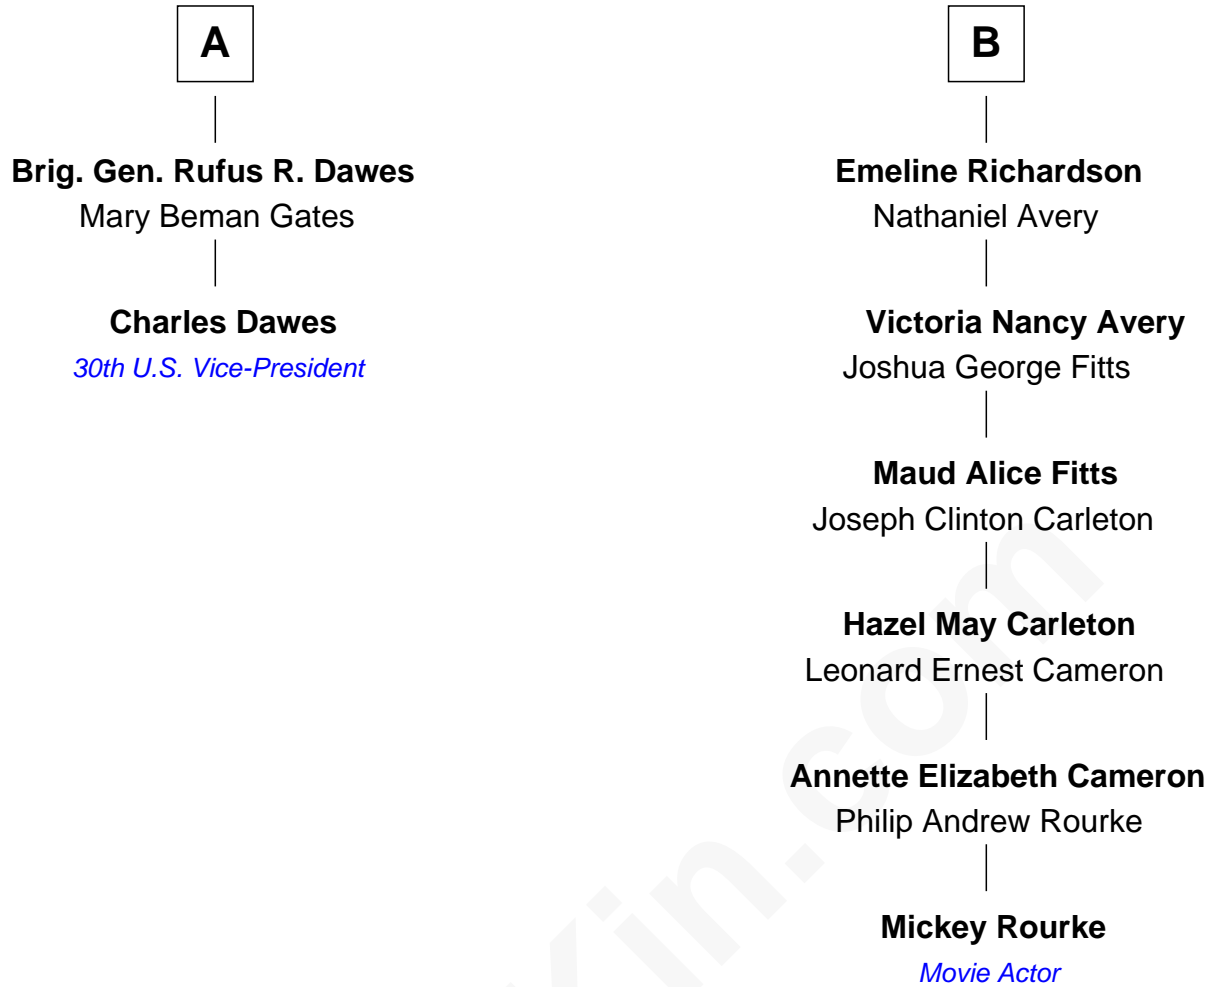 A
Brig. Gen. Rufus R. Dawes
Mary Beman Gates
Charles Dawes
30th U.S. Vice-President
B
Emeline Richardson
Nathaniel Avery
Victoria Nancy Avery
Joshua George Fitts
Maud Alice Fitts
Joseph Clinton Carleton
Hazel May Carleton
Leonard Ernest Cameron
Annette Elizabeth Cameron
Philip Andrew Rourke
Mickey Rourke
Movie Actor
Kin.com